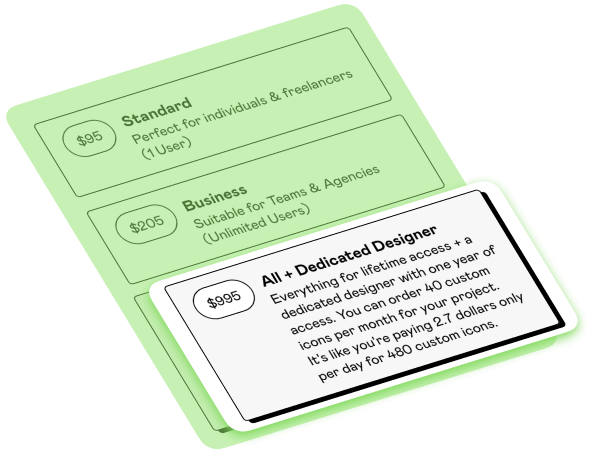 $95
Standard
Perfect for individuals & freelancers
(1 User)
$205
Business
Suitable for Teams & Agencies
(Unlimited Users)
$995
All + Dedicated Designer
Everything for lifetime access + a
dedicated designer with one year of
access. You can order 40 custom
icons per month for your project.
It's like you're paying 2.7 dollars only
per day for 480 custom icons.